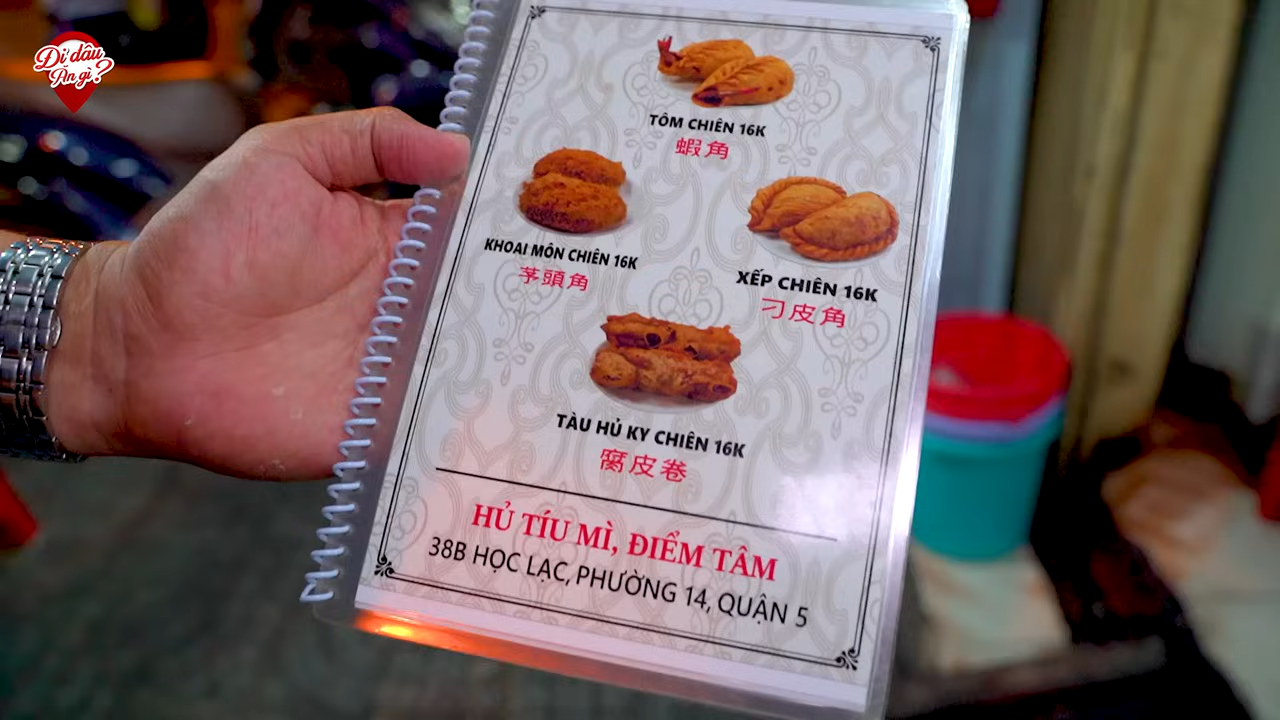 Đi đâu
Ăn gì?
TÔM CHIÊN 16K
蝦角
KHOAI MÔN CHIÊN 16K
芧頭角
XẾP CHIÊN 16K
刁皮角
TÀU HỦ KY CHIÊN 16K
腐皮卷
HỦ TÍU MÌ, ĐIỂM TÂM
38B HỌC LẠC, PHƯỜNG 14, QUẬN 5